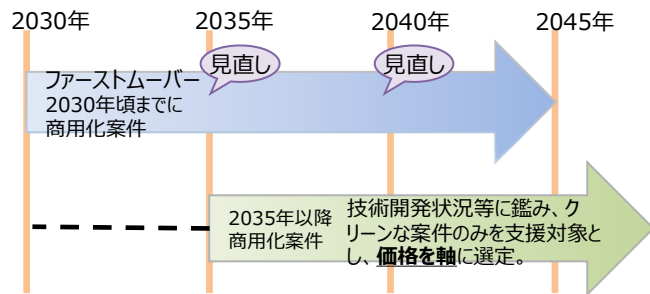 2030年 2035年 2040年 2045年
見直し 見直し
ファーストムーバー
2030年頃までに
商用化案件
2035年以降
商用化案件
技術開発状況等に鑑み、ク
リーンな案件のみを支援対象と
し、価格を軸に選定。